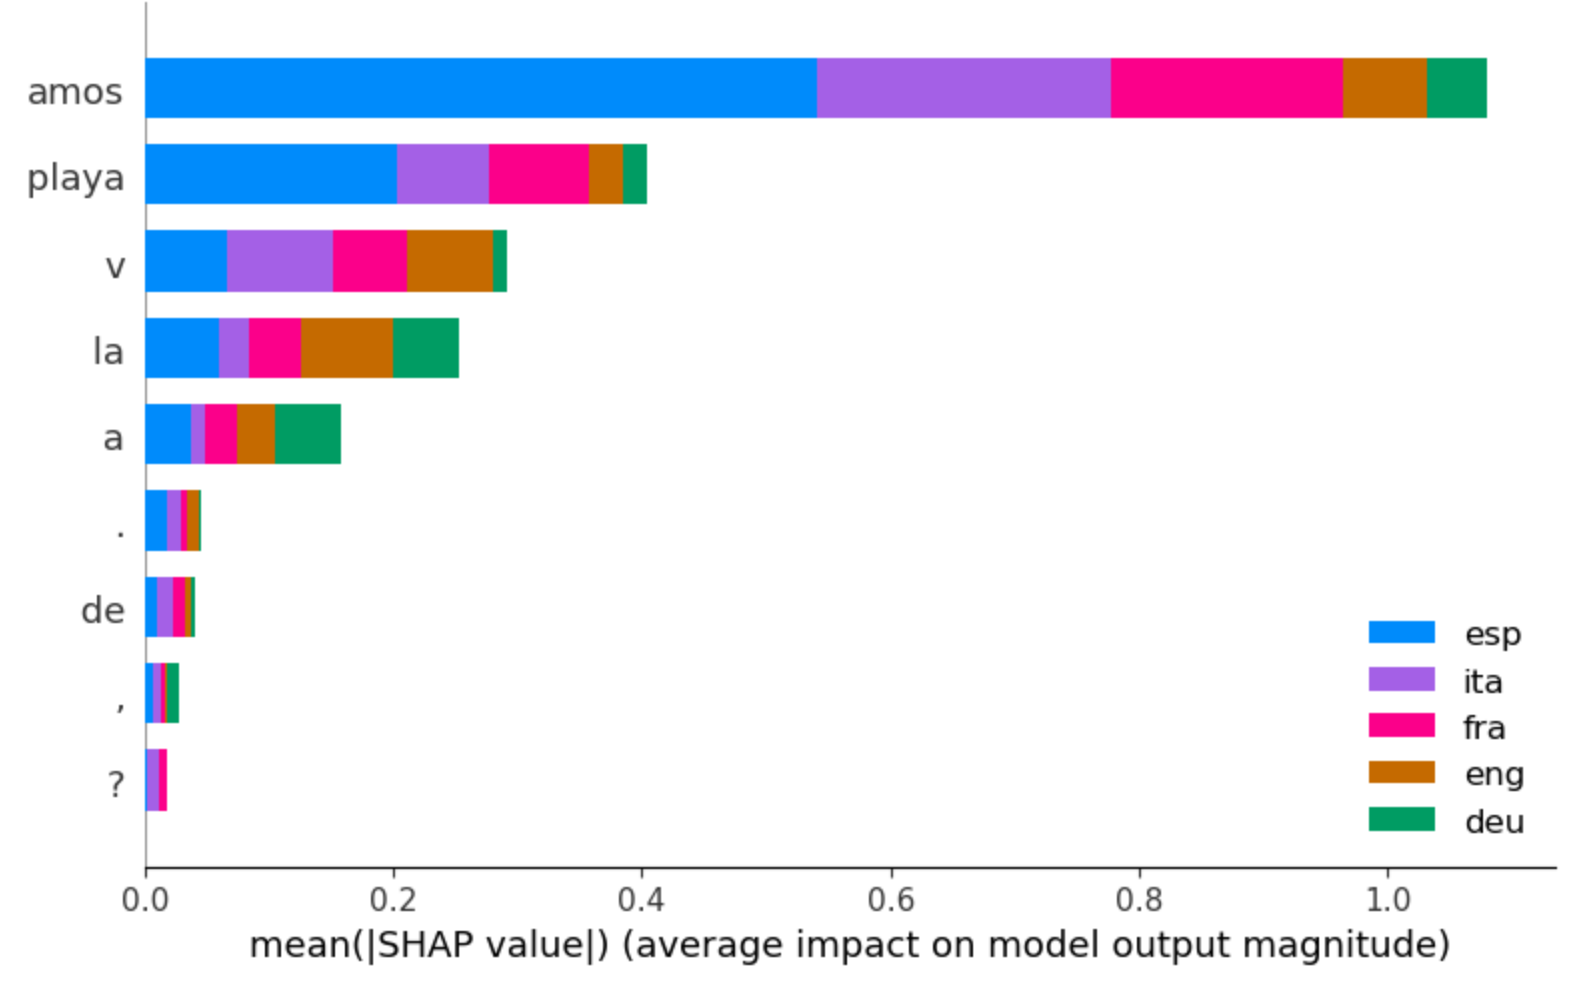 amos
playa
v
la
a
.
de
,
?
esp
ita
fra
eng
deu
0.0 0.2 0.4 0.6 0.8 1.0
mean(|SHAP value|) (average impact on model output magnitude)